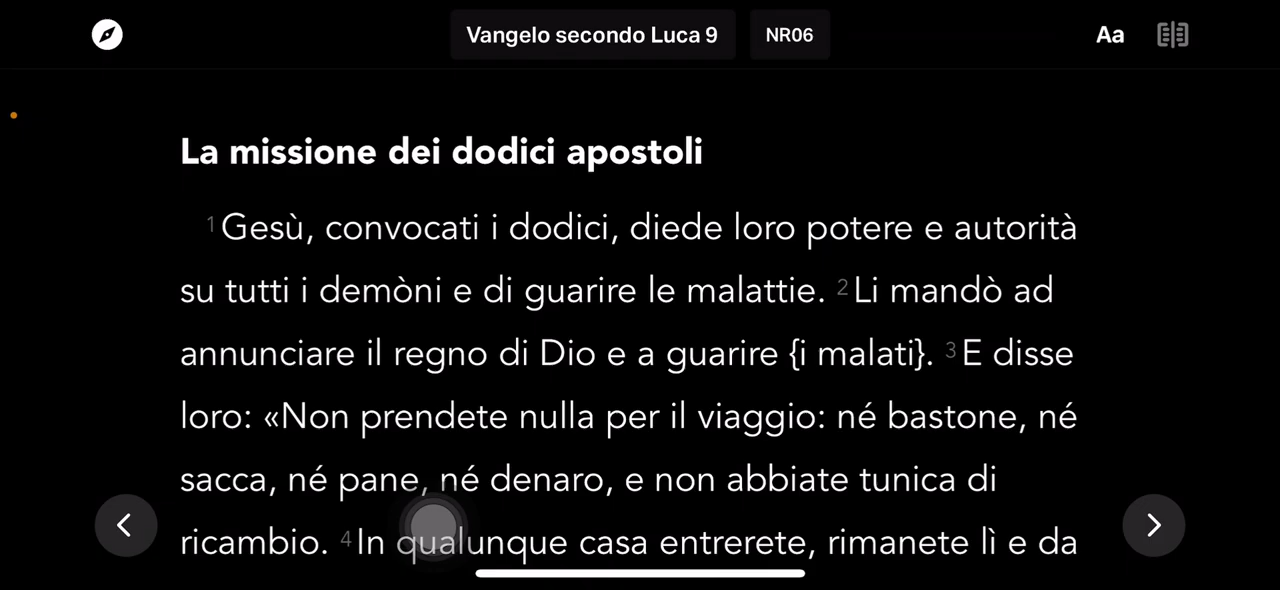 Vangelo secondo Luca 9 NR06 Aa
La missione dei dodici apostoli
1 Gesù, convocati i dodici, diede loro potere e autorità
su tutti i demòni e di guarire le malattie. 2 Li mandò ad
annunciare il regno di Dio e a guarire {i malati}. 3 E disse
loro: «Non prendete nulla per il viaggio: né bastone, né
sacca, né pane, né denaro, e non abbiate tunica di
ricambio. 4 In qualunque casa entrerete, rimanete lì e da